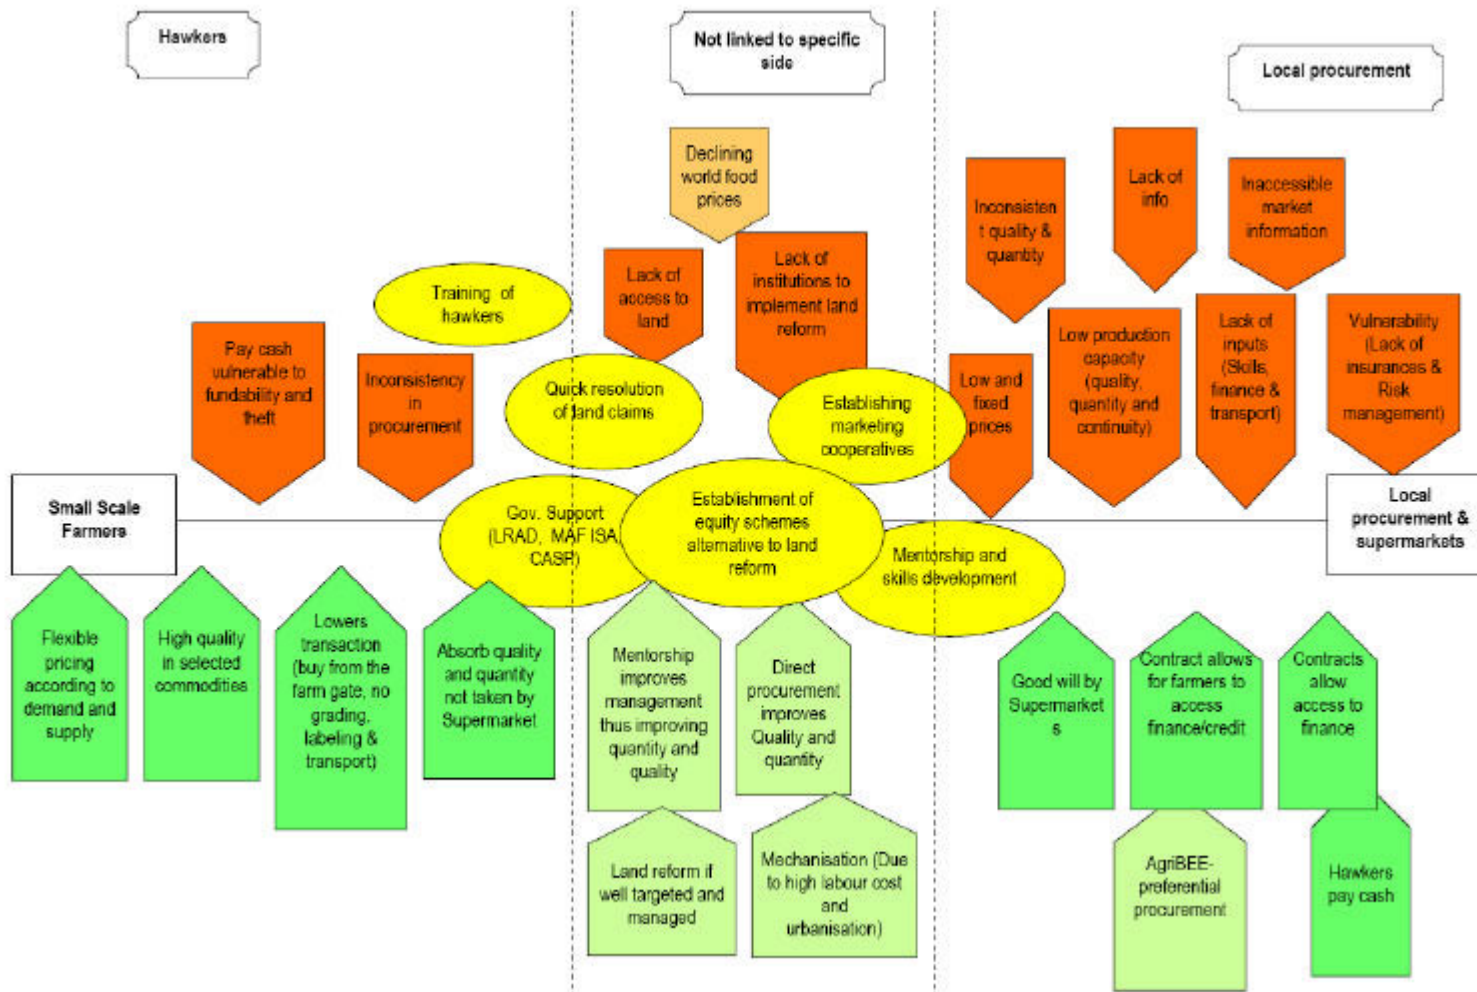 Hawkers
Not linked to specific
side
Local procurement
Declining
world food
prices
Lack of
access to
land
Lack of
institutions to
implement land
reform
Inconsisten
t quality &
quantity
Lack of
info
Inaccessible
market
information
Training of
hawkers
Pay cash
vulnerable to
fundability and
theft
Inconsistency
in
procurement
Quick resolution
of land claims
Establishing
marketing
cooperatives
Low and
fixed
prices
Low production
capacity
(quality,
quantity and
continuity)
Lack of
inputs
(Skills,
finance &
transport)
Vulnerability
(Lack of
insurances &
Risk
management)
Small Scale
Farmers
Gov. Support
(LRAD, MAF ISA,
CASP)
Establishment of
equity schemes
alternative to land
reform
Mentorship and
skills development
Local
procurement &
supermarkets
Flexible
pricing
according to
demand and
supply
High quality
in selected
commodities
Lowers
transaction
(buy from the
farm gate, no
grading,
labeling &
transport)
Absorb quality
and quantity
not taken by
Supermarket
Mentorship
improves
management
thus improving
quantity and
quality
Direct
procurement
improves
Quality and
quantity
Good will by
Supermarket
s
Contract allows
for farmers to
access
finance/credit
Contracts
allow
access to
finance
Land reform if
well targeted and
managed
Mechanisation (Due
to high labour cost
and
urbanisation)
AgriBEE-
preferential
procurement
Hawkers
pay cash